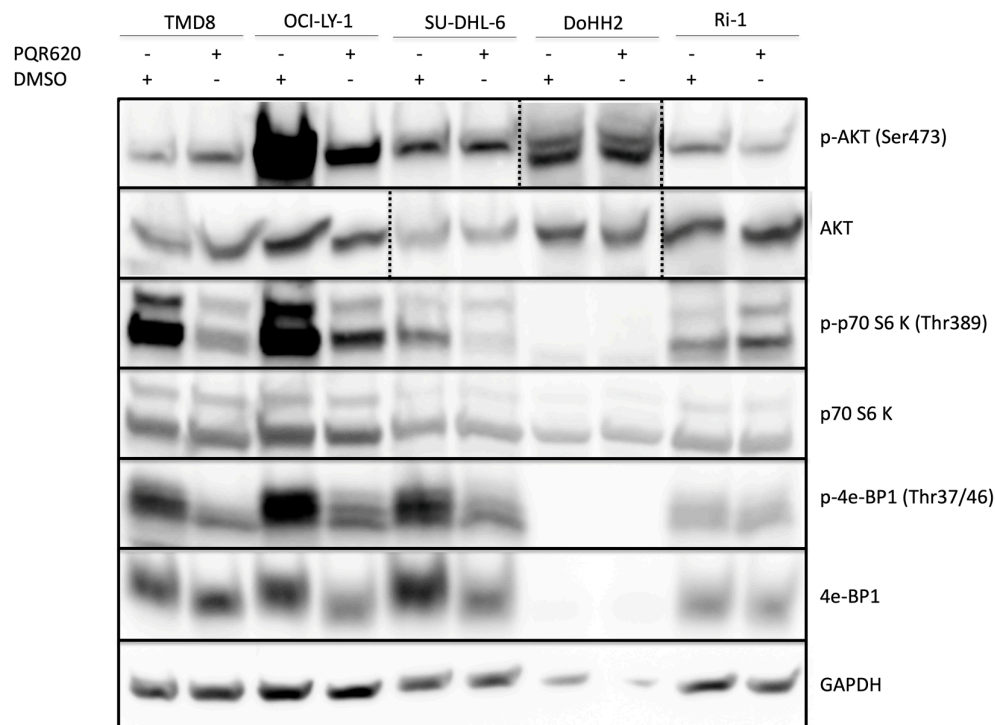 TMD8 OCI-LY-1 SU-DHL-6 DoHH2 Ri-1
PQR620 - + - + - + - + - +
DMSO + - + - + - + - + -
p-AKT (Ser473)
AKT
p-p70 S6 K (Thr389)
p70 S6 K
p-4e-BP1 (Thr37/46)
4e-BP1
GAPDH